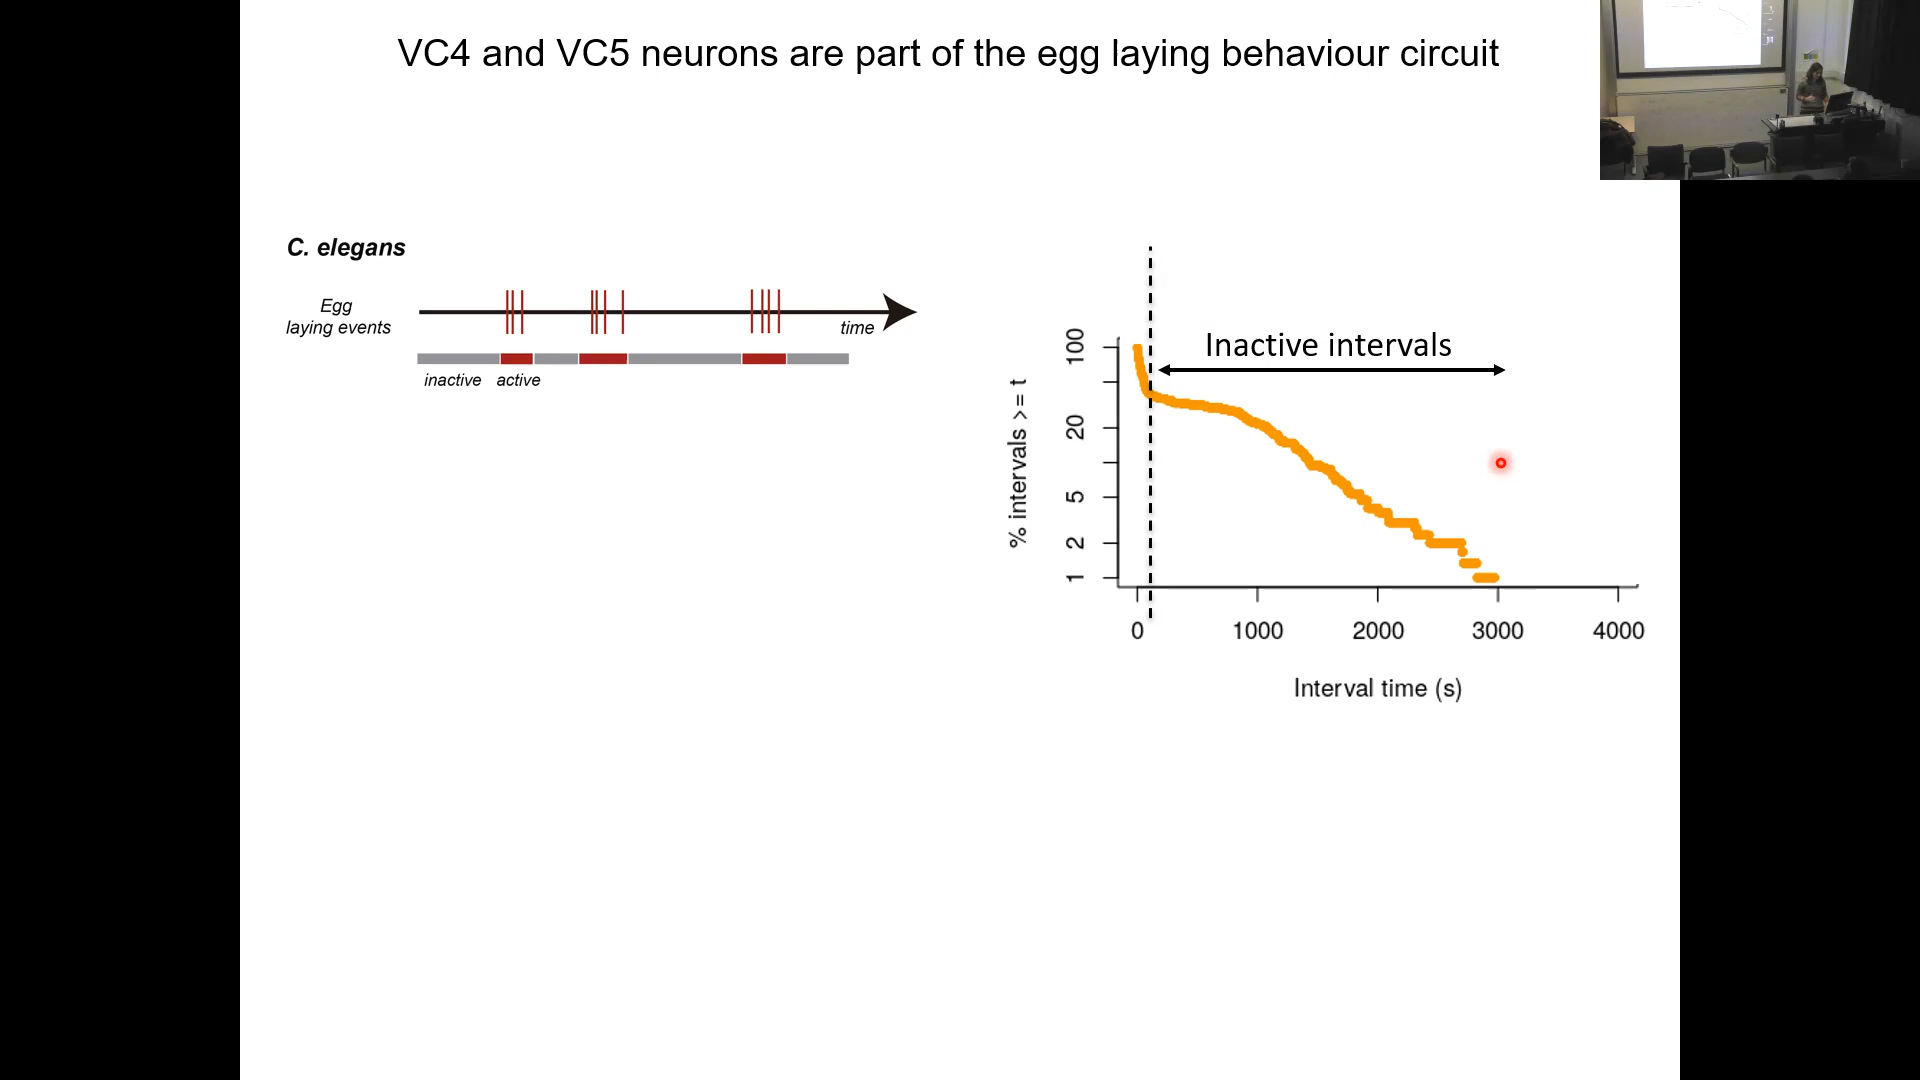 VC4 and VC5 neurons are part of the egg laying behaviour circuit
C. elegans
Egg
laying events
time
inactive active
Inactive intervals
% intervals >= t
100
20
5
2
1
0 1000 2000 3000 4000
Interval time (s)